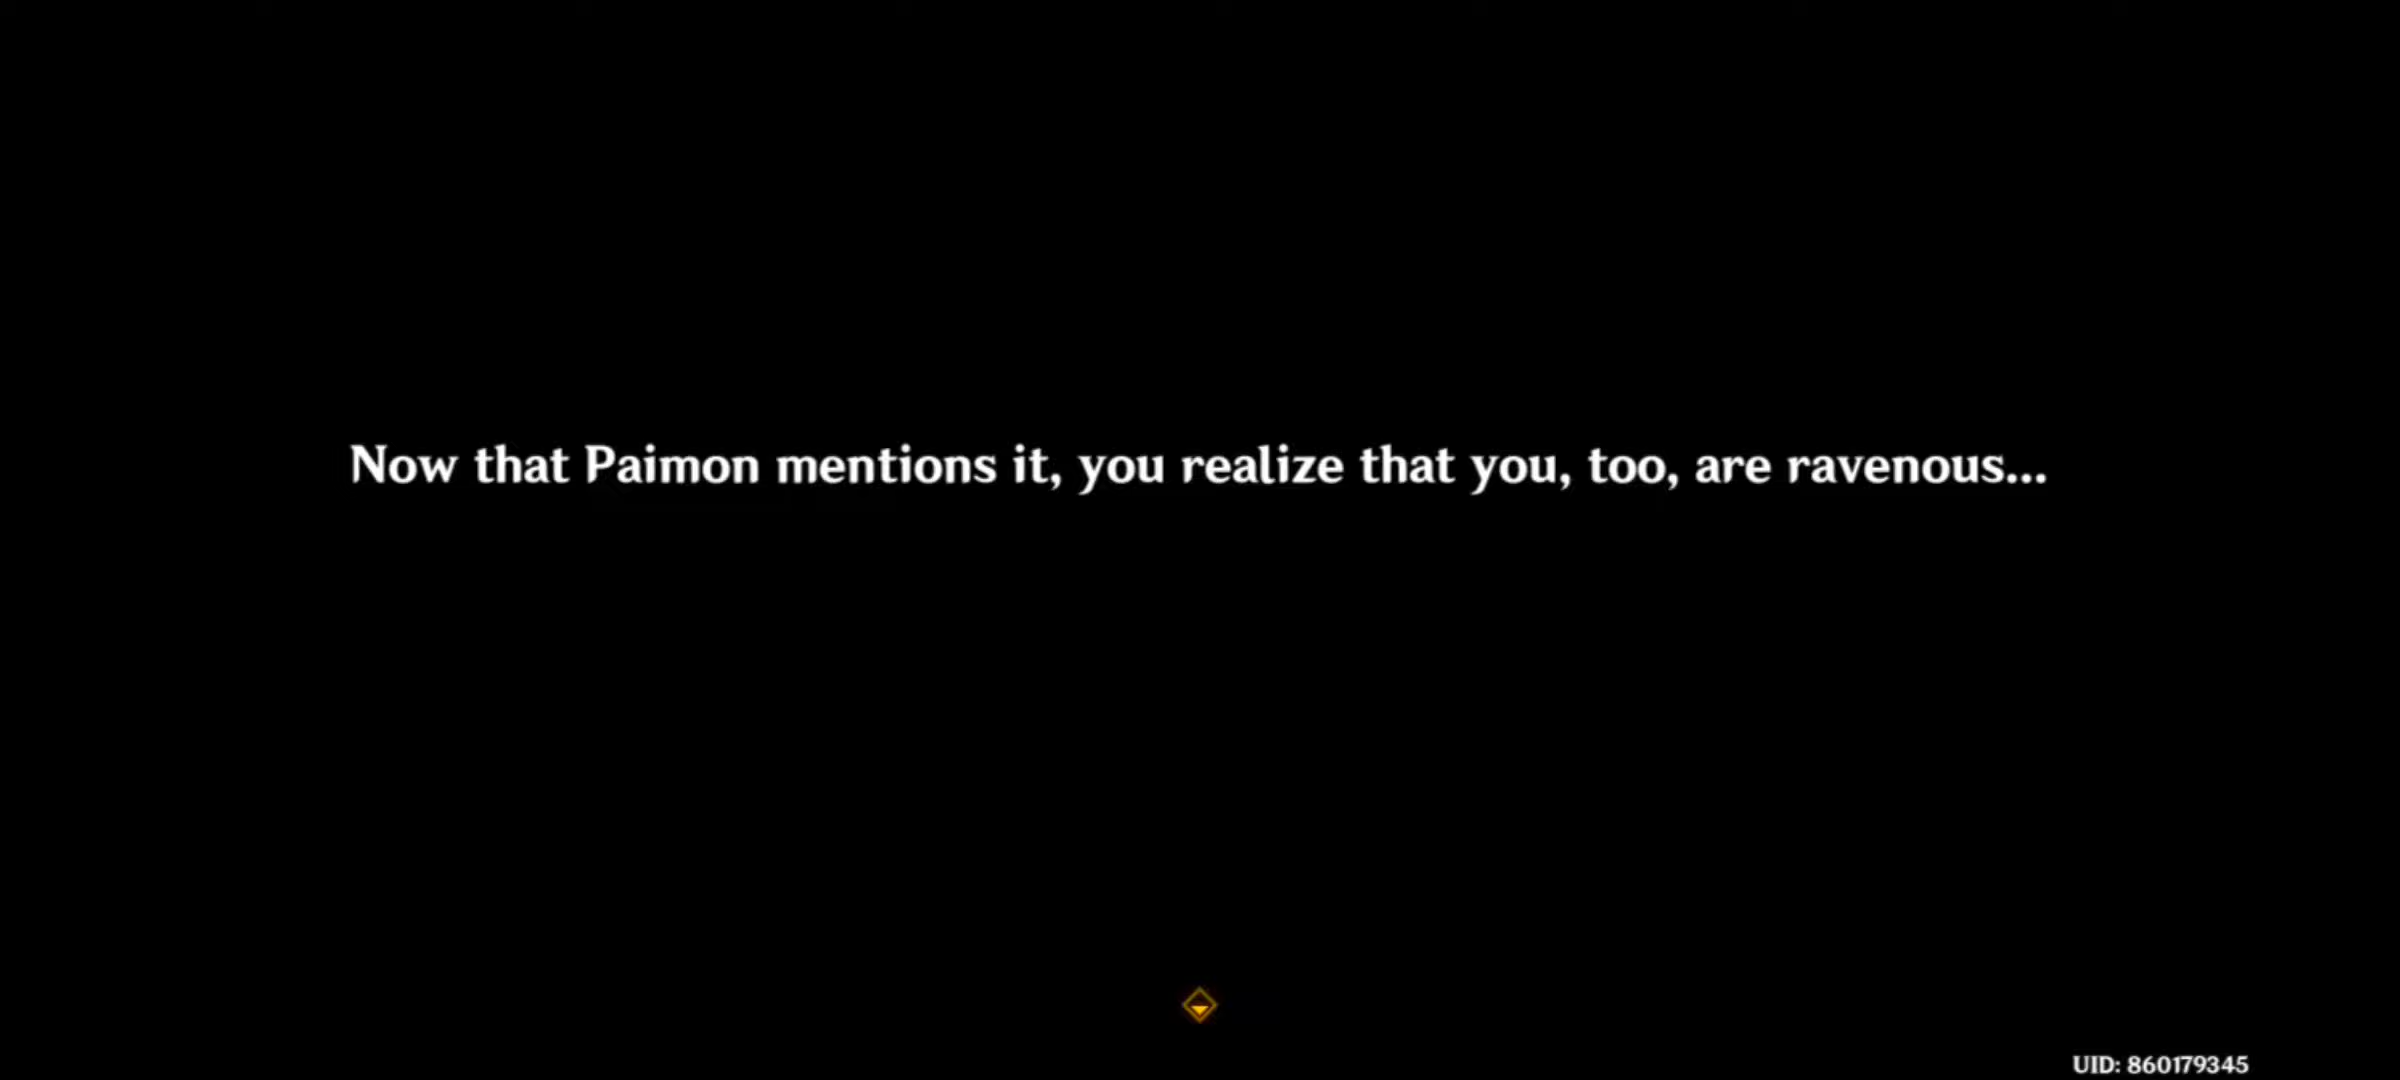 Now that Paimon mentions it, you realize that you, too, are ravenous...
UID: 860179345